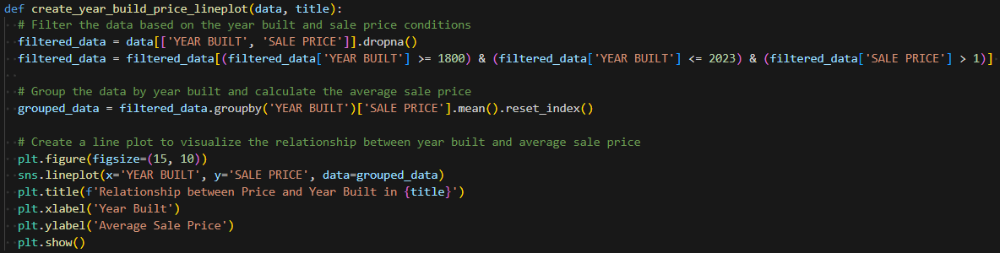 def create_year_build_price_lineplot(data, title):
# Filter the data based on the year built and sale price conditions
filtered_data = data[['YEAR BUILT', 'SALE PRICE']].dropna()
filtered_data = filtered_data[(filtered_data['YEAR BUILT'] >= 1800) & (filtered_data['YEAR BUILT'] <= 2023) & (filtered_data['SALE PRICE'] > 1)]
# Group the data by year built and calculate the average sale price
grouped_data = filtered_data.groupby('YEAR BUILT')['SALE PRICE'].mean().reset_index()
# Create a line plot to visualize the relationship between year built and average sale price
plt.figure(figsize=(15, 10))
sns.lineplot(x='YEAR BUILT', y='SALE PRICE', data=grouped_data)
plt.title(f'Relationship between Price and Year Built in {title}')
plt.xlabel('Year Built')
plt.ylabel('Average Sale Price')
plt.show()